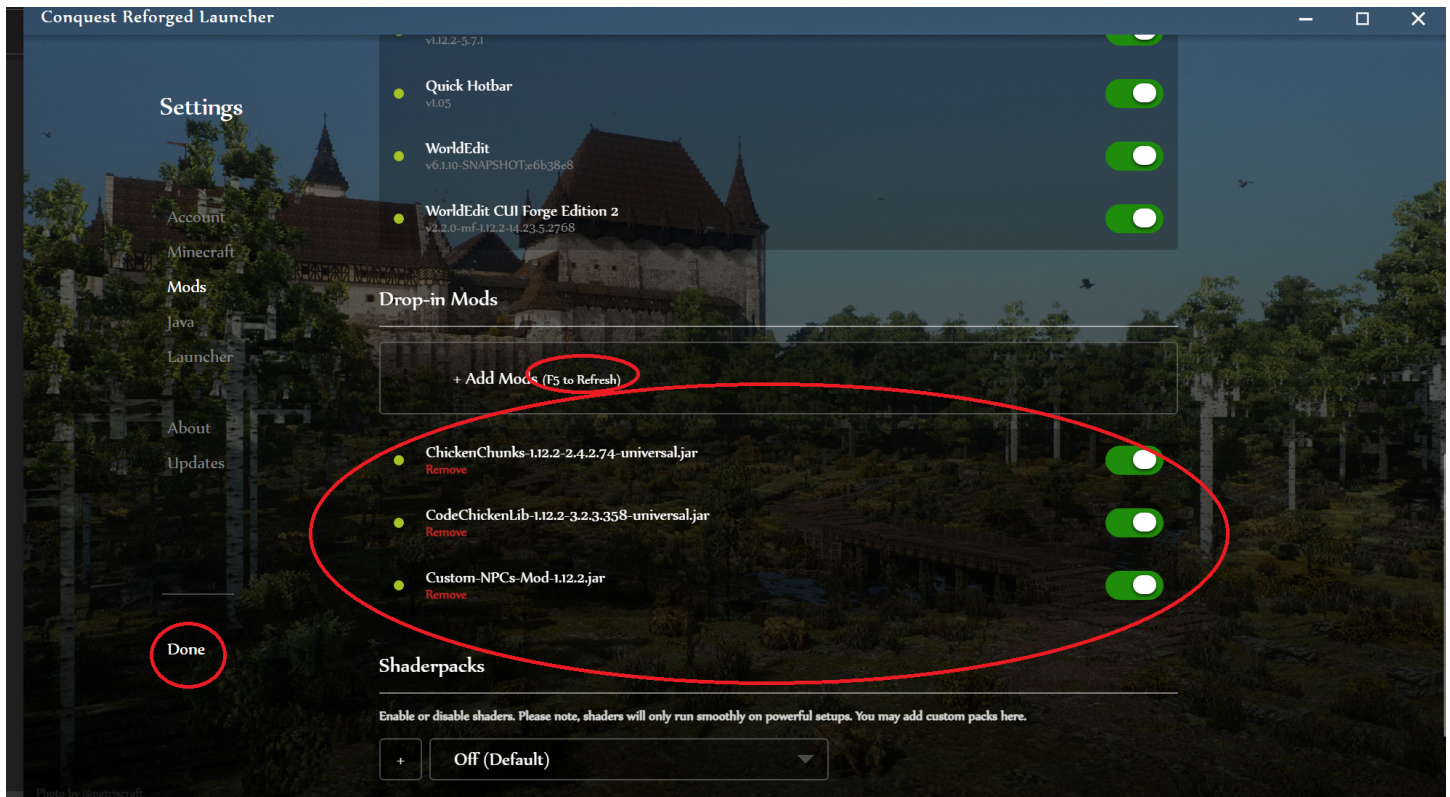 Conquest Reforged Launcher
v1.12.2-5.7.1
Settings
Account
Minecraft
Mods
Java
Launcher
About
Updates
Done
Quick Hotbar
v1.05
WorldEdit
v6.1.10-SNAPSHOT;e6b38e8
WorldEdit CUI Forge Edition 2
v2.2.0-mf-1.12.2-14.23.5.2768
Drop-in Mods
+ Add Mods (F5 to Refresh)
ChickenChunks-1.12.2-2.4.2.74-universal.jar
Remove
CodeChickenLib-1.12.2-3.2.3.358-universal.jar
Remove
Custom-NPCs-Mod-1.12.2.jar
Remove
Shaderpacks
Enable or disable shaders. Please note, shaders will only run smoothly on powerful setups. You may add custom packs here.
+
Off (Default)
Photo by @patrixcraft